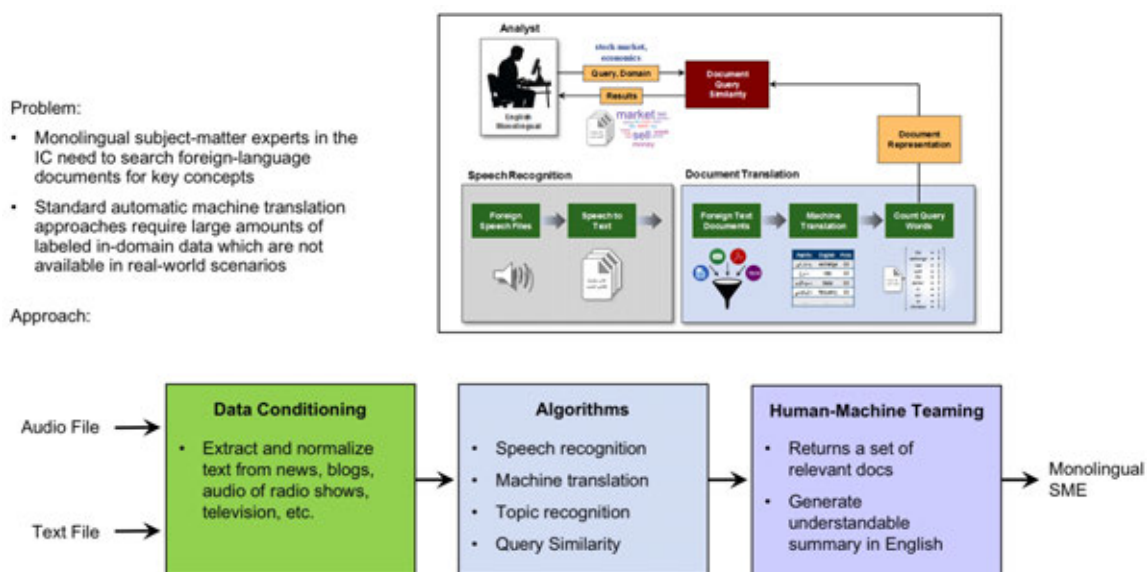 Analyst
English
Monolingual
stock market,
economics
Query, Domain
Results
market
sell
money
Document
Query
Similarity
Document
Representation
Problem:
• Monolingual subject-matter experts in the
IC need to search foreign-language
documents for key concepts
• Standard automatic machine translation
approaches require large amounts of
labeled in-domain data which are not
available in real-world scenarios
Speech Recognition
Foreign
Speech Files
Speech to
Text
Document Translation
Foreign Text
Documents
Machine
Translation
Count Query
Words
English
Approach:
Audio File
Text File
Data Conditioning
• Extract and normalize
text from news, blogs,
audio of radio shows,
television, etc.
Algorithms
• Speech recognition
• Machine translation
• Topic recognition
• Query Similarity
Human-Machine Teaming
• Returns a set of
relevant docs
• Generate
understandable
summary in English
Monolingual
SME